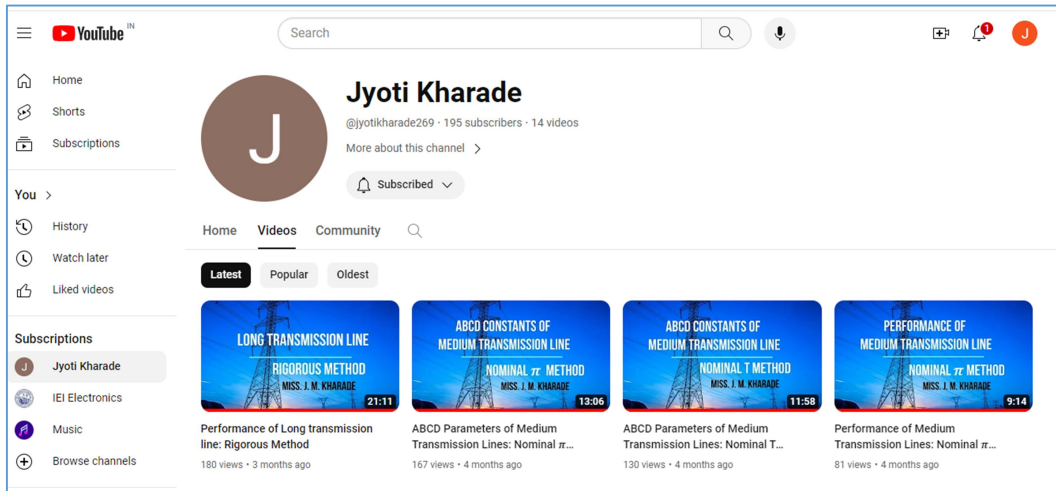 YouTube IN
Search
1
J
Home
Shorts
Subscriptions
You
History
Watch later
Liked videos
Subscriptions
J Jyoti Kharade
IEI Electronics
Music
Browse channels
J
Jyoti Kharade
@jyotikharade269 · 195 subscribers · 14 videos
More about this channel
Subscribed
Home Videos Community
Latest Popular Oldest
LONG TRANSMISSION LINE
RIGOROUS METHOD
MISS. J. M. KHARADE
21:11
Performance of Long transmission
line: Rigorous Method
180 views • 3 months ago
ABCD CONSTANTS OF
MEDIUM TRANSMISSION LINE
NOMINAL π METHOD
MISS. J. M. KHARADE
13:06
ABCD Parameters of Medium
Transmission Lines: Nominal π...
167 views • 4 months ago
ABCD CONSTANTS OF
MEDIUM TRANSMISSION LINE
NOMINAL T METHOD
MISS. J. M. KHARADE
11:58
ABCD Parameters of Medium
Transmission Lines: Nominal T...
130 views • 4 months ago
PERFORMANCE OF
MEDIUM TRANSMISSION LINE
NOMINAL π METHOD
MISS. J. M. KHARADE
9:14
Performance of Medium
Transmission Lines: Nominal π...
81 views • 4 months ago